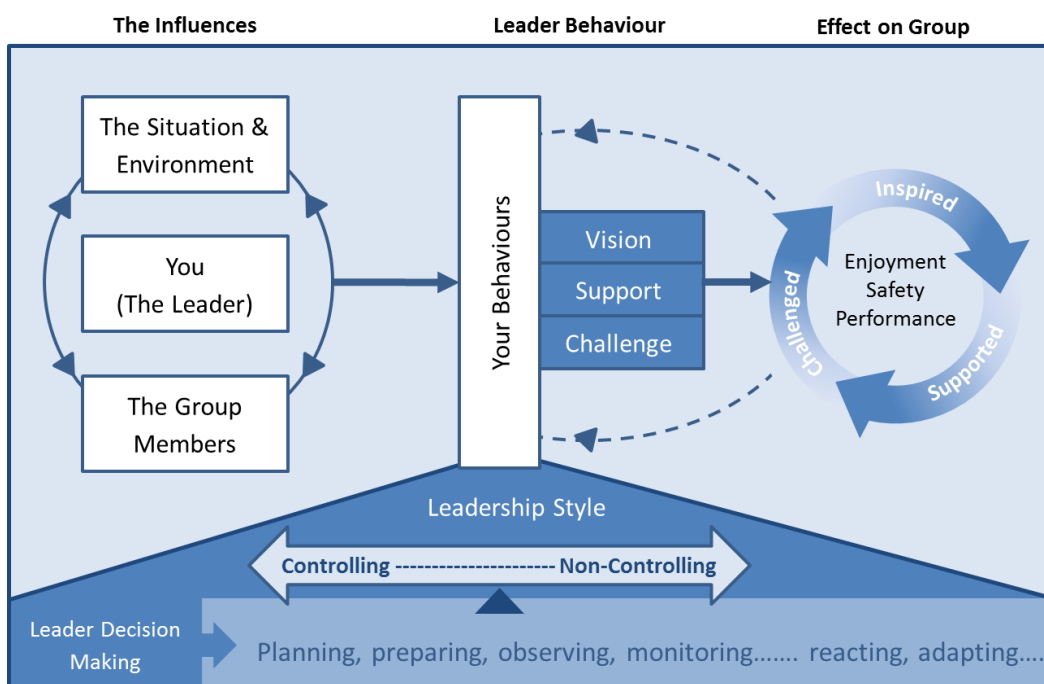 The Influences
Leader Behaviour
Effect on Group
The Situation &
Environment
You
(The Leader)
The Group
Members
Your Behaviours
Vision
Support
Challenge
Inspired
Supported
Challenged
Enjoyment
Safety
Performance
Leadership Style
Controlling ---------------------- Non-Controlling
Leader Decision
Making
Planning, preparing, observing, monitoring....... reacting, adapting....